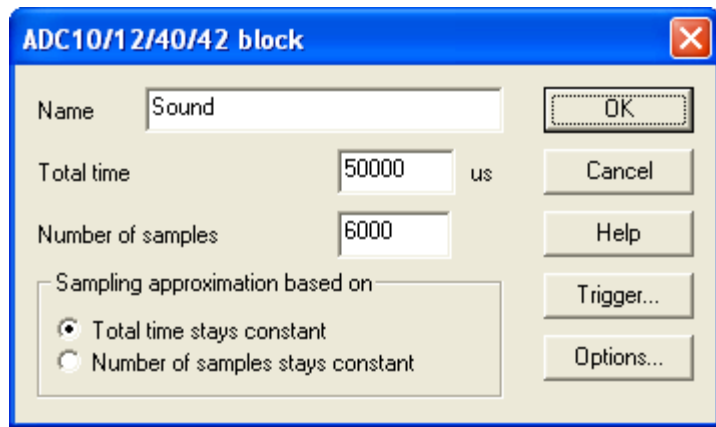 ADC10/12/40/42 block
Name Sound OK
Total time 50000 us Cancel
Number of samples 6000 Help
Sampling approximation based on Trigger...
Total time stays constant
Number of samples stays constant Options...